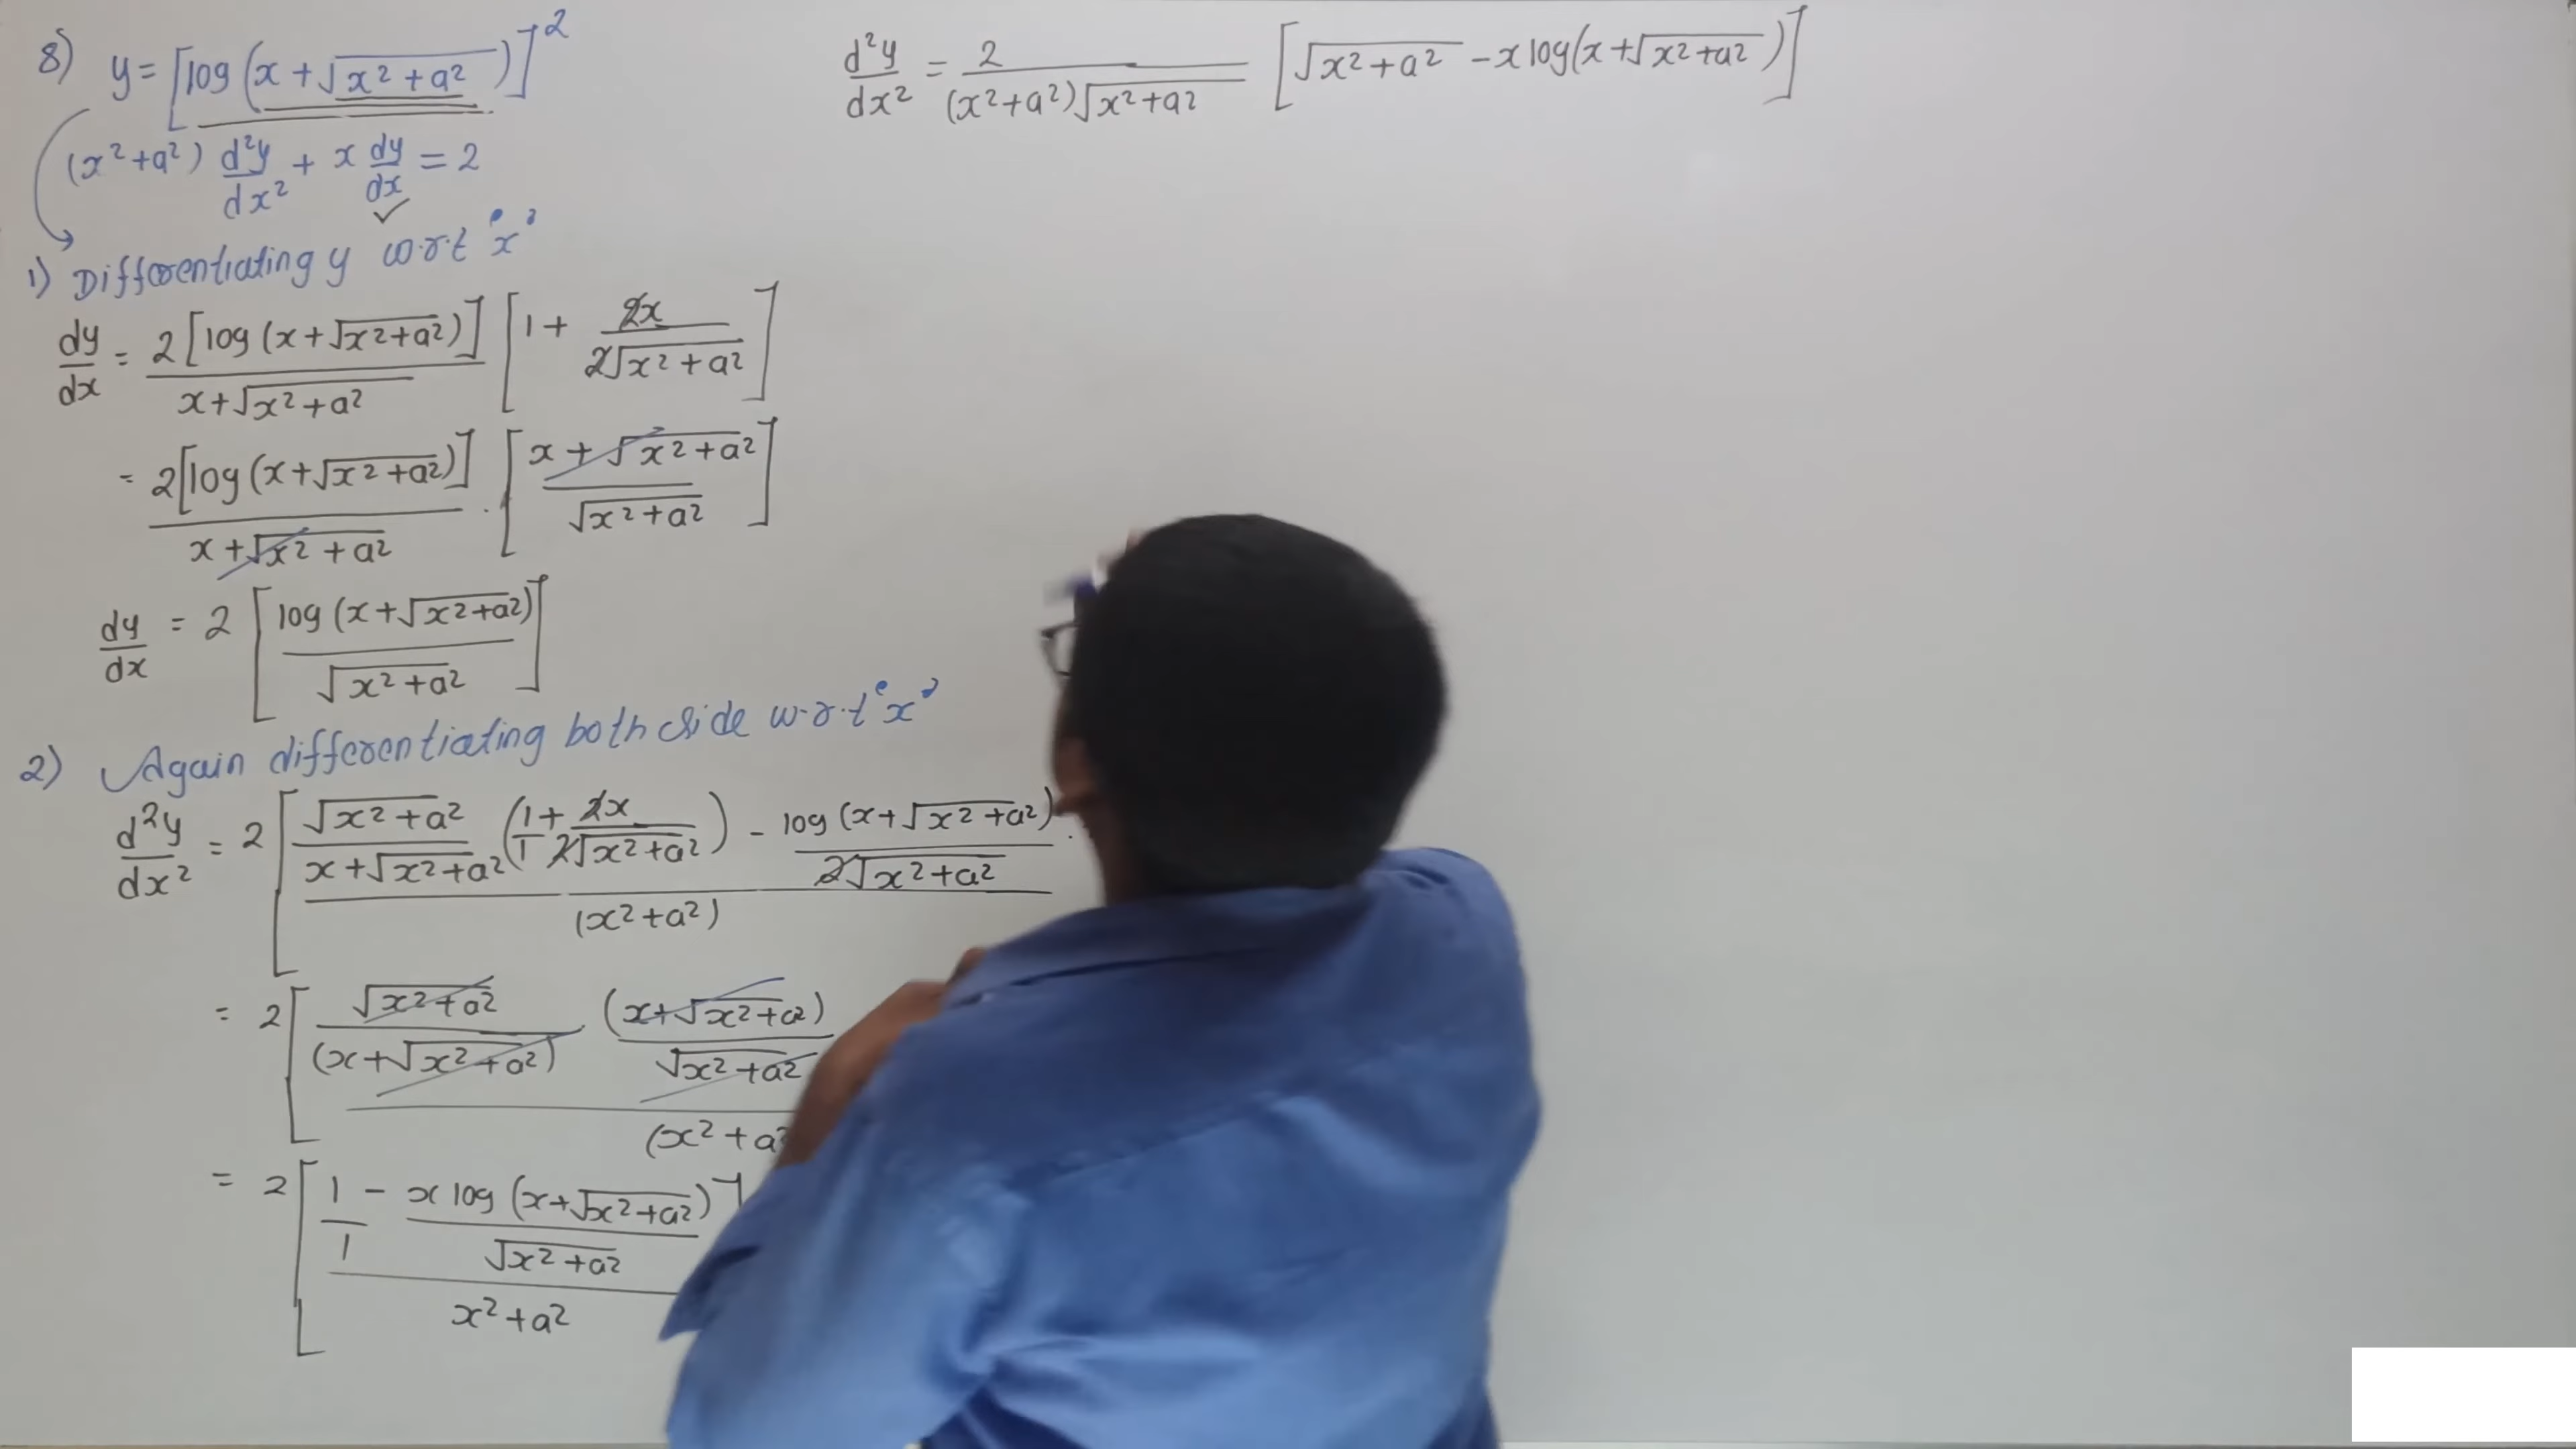 8) y = [log (x + √x² + a²)]²
(x² + a²) d²y/dx² + x dy/dx = 2
1) Differentiating y w.r.t 'x'
dy/dx = 2[log (x + √x² + a²)]/x + √x² + a² [1 + 2x/2√x² + a²]
= 2[log (x + √x² + a²)]/x + √x² + a² . [x + √x² + a²/√x² + a²]
dy/dx = 2 [log (x + √x² + a²)/√x² + a²]
2) Again differentiating both side w.r.t 'x'
d²y/dx² = 2 [√x² + a²/x + √x² + a² (1/1 + 2x/2√x² + a²) - log (x + √x² + a²)/2√x² + a² .
(x² + a²)
= 2 [√x² + a²/(x + √x² + a²) (x + √x² + a²)/√x² + a²
(x² + a²
= 2 [1/1 - x log (x + √x² + a²)/√x² + a² ]
x² + a²
d²y/dx² = 2/(x² + a²)√x² + a² [√x² + a² - x log(x + √x² + a²)]